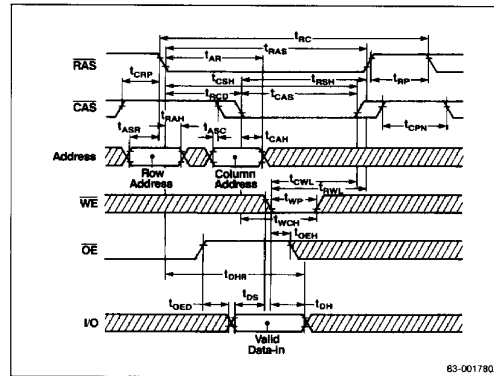 tRC
tRAS
tAR
RAS
tCSH
tRSH
tCRP
tRP
tRCD
tCAS
CAS
tRAH
tASR
tASC
tCAH
tCPN
Address
Row Address
Column Address
tCWL
tRWL
WE
tWP
tWCH
tOEH
OE
tDHR
tOED
tDS
tDH
I/O
Valid Data-in
83-001780